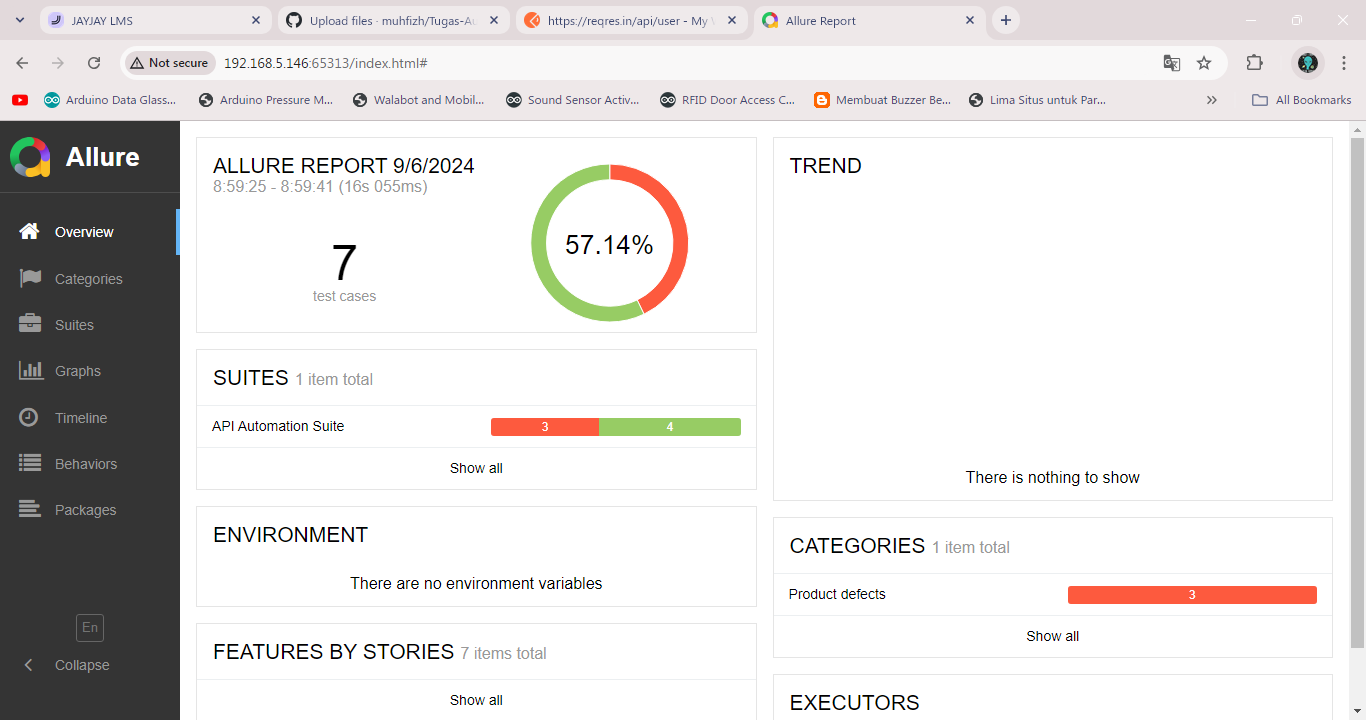 JAYJAY LMS
Upload files · muhfizh/Tugas-Au
https://reqres.in/api/user - My
Allure Report
Not secure
192.168.5.146:65313/index.html#
Arduino Data Glass...
Arduino Pressure M...
Walabot and Mobil...
Sound Sensor Activ...
RFID Door Access C...
Membuat Buzzer Be...
Lima Situs untuk Par...
All Bookmarks
Allure
Overview
Categories
Suites
Graphs
Timeline
Behaviors
Packages
En
Collapse
ALLURE REPORT 9/6/2024
8:59:25 - 8:59:41 (16s 055ms)
7
test cases
57.14%
SUITES 1 item total
API Automation Suite 3 4
Show all
ENVIRONMENT
There are no environment variables
FEATURES BY STORIES 7 items total
Show all
TREND
There is nothing to show
CATEGORIES 1 item total
Product defects 3
Show all
EXECUTORS